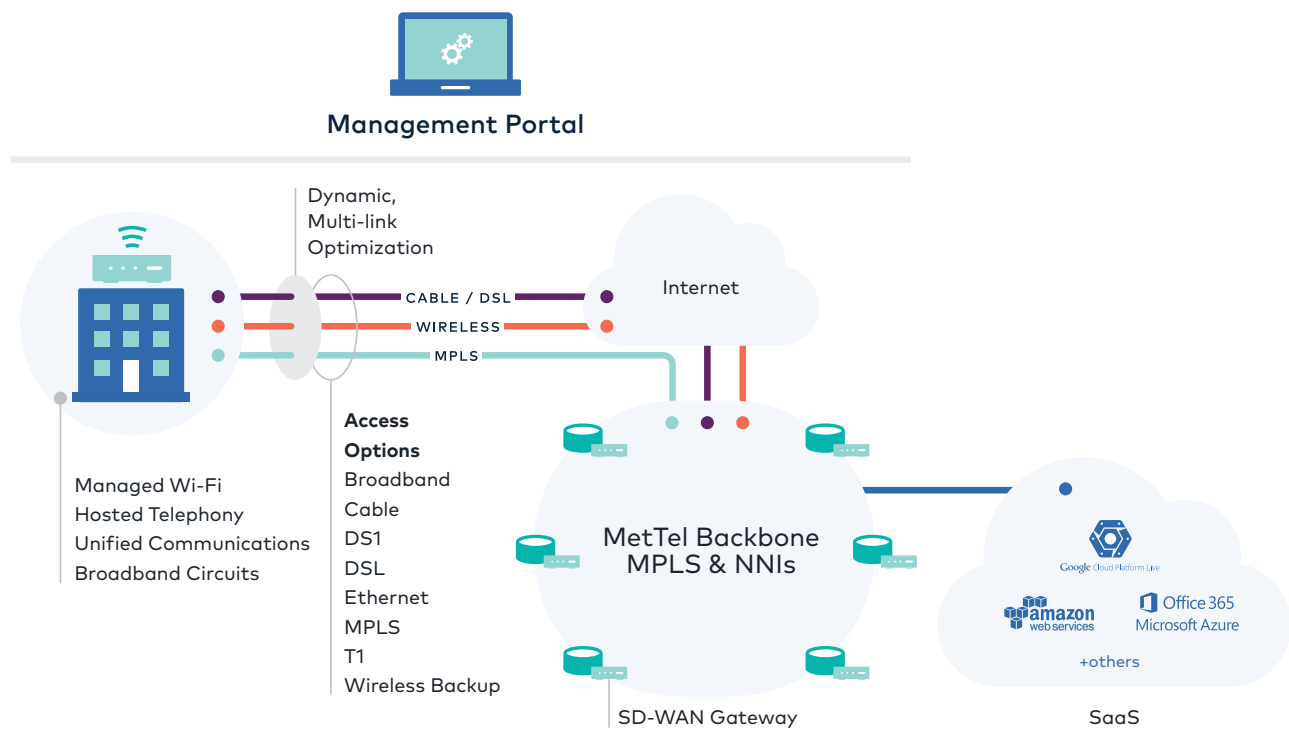 Management Portal
Dynamic,
Multi-link
Optimization
CABLE / DSL
WIRELESS
MPLS
Internet
Managed Wi-Fi
Hosted Telephony
Unified Communications
Broadband Circuits
Access
Options
Broadband
Cable
DS1
DSL
Ethernet
MPLS
T1
Wireless Backup
MetTel Backbone
MPLS & NNIs
SD-WAN Gateway
Google Cloud Platform Live
amazon
web services
Office 365
Microsoft Azure
+others
SaaS